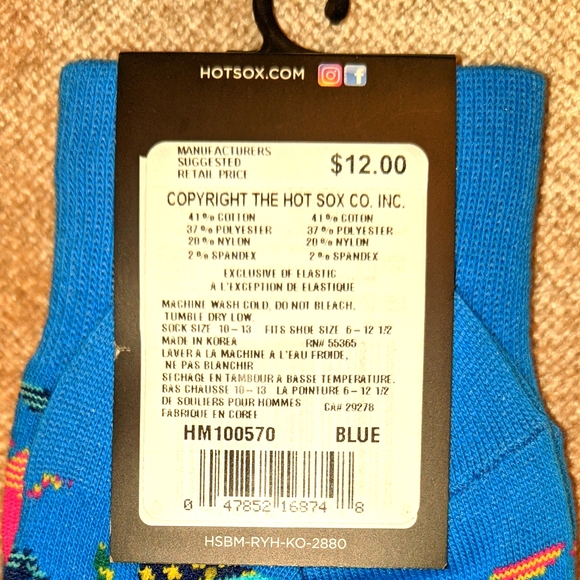 HOTSOX.COM
MANUFACTURERS
SUGGESTED
RETAIL PRICE
$12.00
COPYRIGHT THE HOT SOX CO. INC.
41% COTTON 41% COTON
37% POLYESTER 37% POLYESTER
20% NYLON 20% NYLON
2% SPANDEX 2% SPANDEX
EXCLUSIVE OF ELASTIC
A L'EXCEPTION DE ELASTIQUE
MACHINE WASH COLD, DO NOT BLEACH,
TUMBLE DRY LOW.
SOCK SIZE 10-13 FITS SHOE SIZE 6-12 1/2
MADE IN KOREA RN# 55365
LAVER A LA MACHINE A L'EAU FROIDE,
NE PAS BLANCHIR
SECHAGE EN TAMBOUR A BASSE TEMPERATURE.
BAS CHAUSSE 10-13 LA POINTURE 6-12 1/2
DE SOULIERS POUR HOMMES CA# 29278
FABRIQUE EN COREE
HM100570 BLUE
0 47852 16874 8
HSBM-RYH-KO-2880